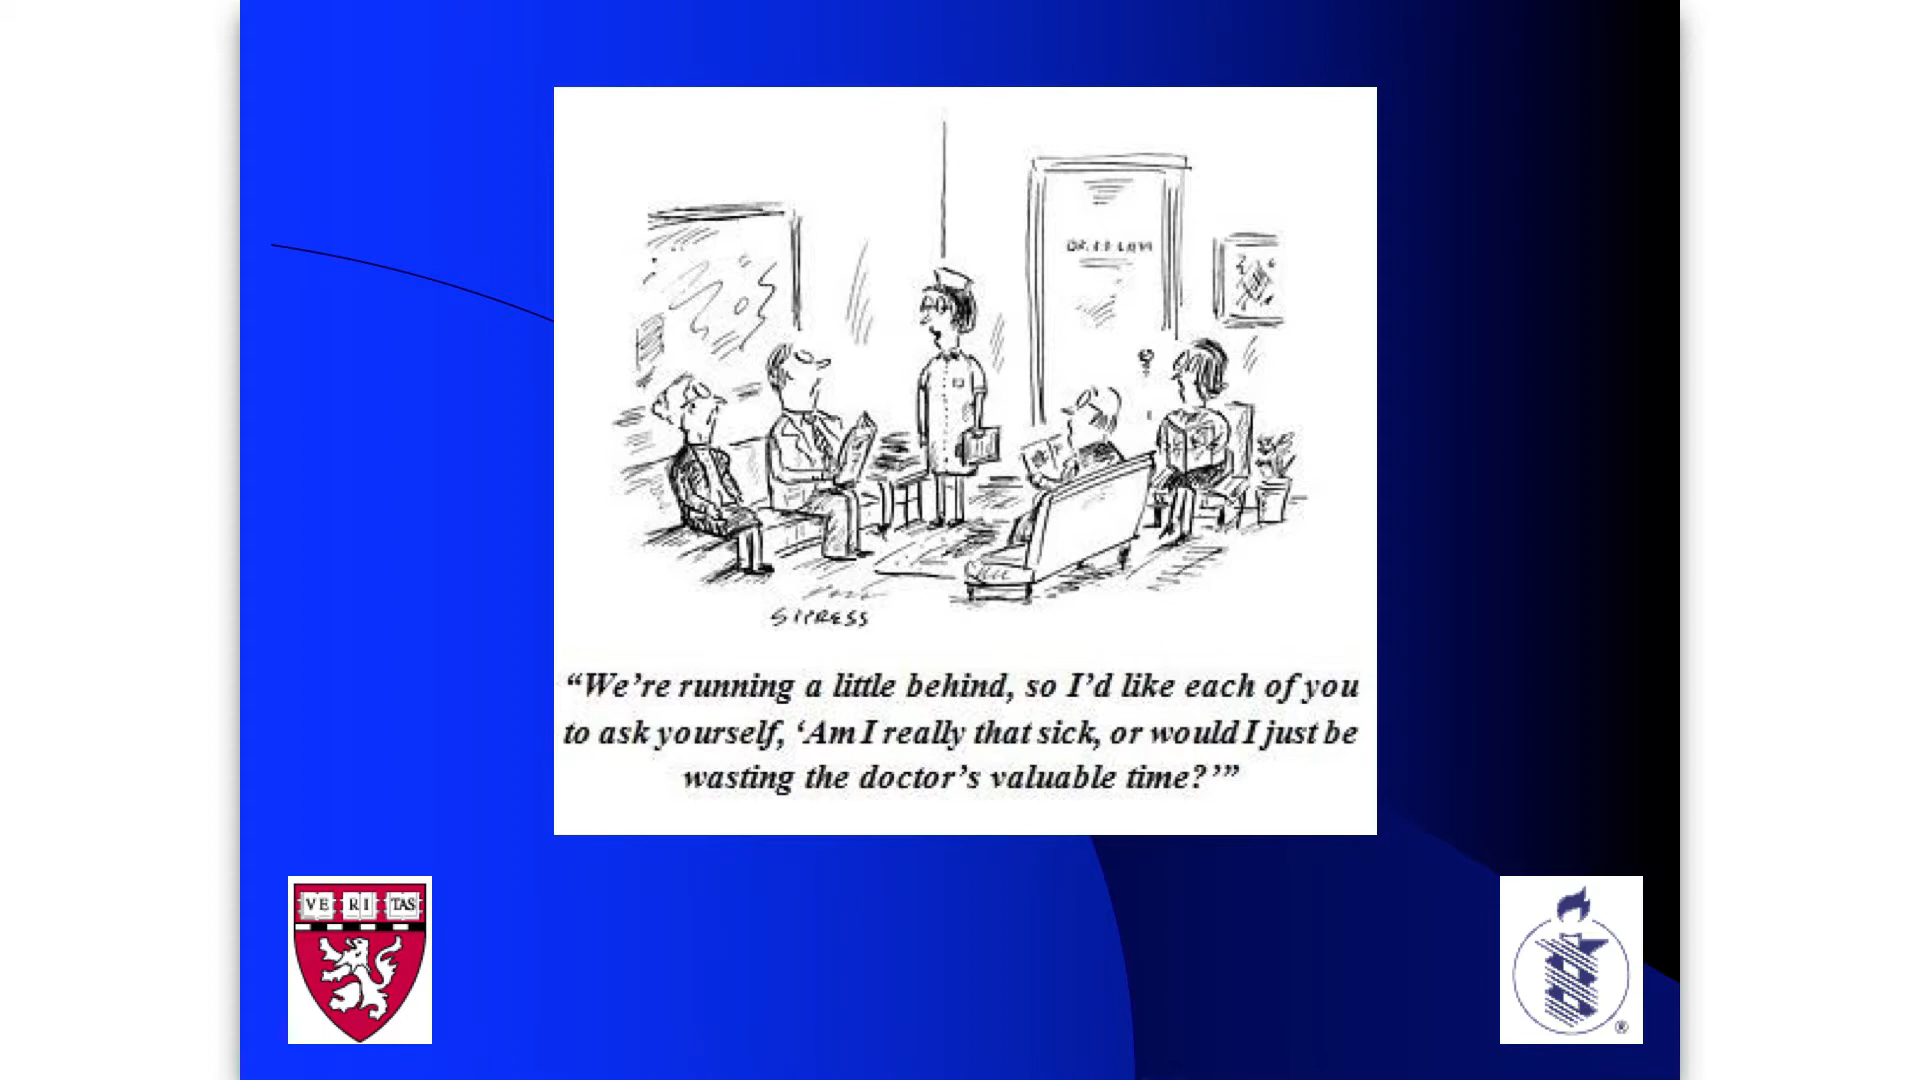 SIPRESS
“We’re running a little behind, so I’d like each of you
to ask yourself, ‘Am I really that sick, or would I just be
wasting the doctor’s valuable time?’”
VE RI TAS
®